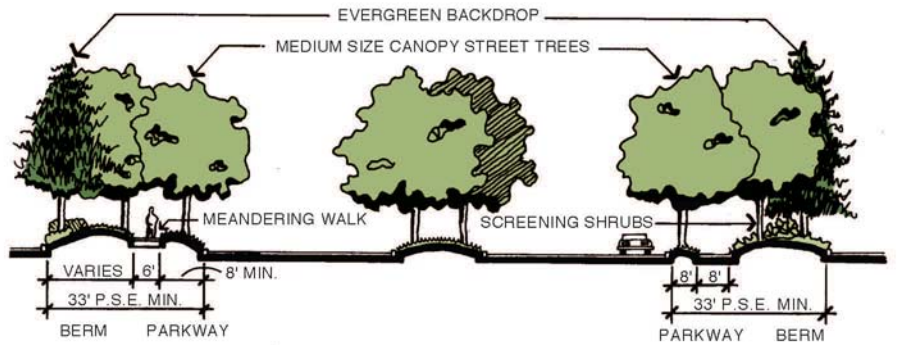 EVERGREEN BACKDROP
MEDIUM SIZE CANOPY STREET TREES
MEANDERING WALK
SCREENING SHRUBS
VARIES 6' 8' MIN.
8' 8'
33' P.S.E. MIN.
33' P.S.E. MIN.
BERM PARKWAY
PARKWAY BERM